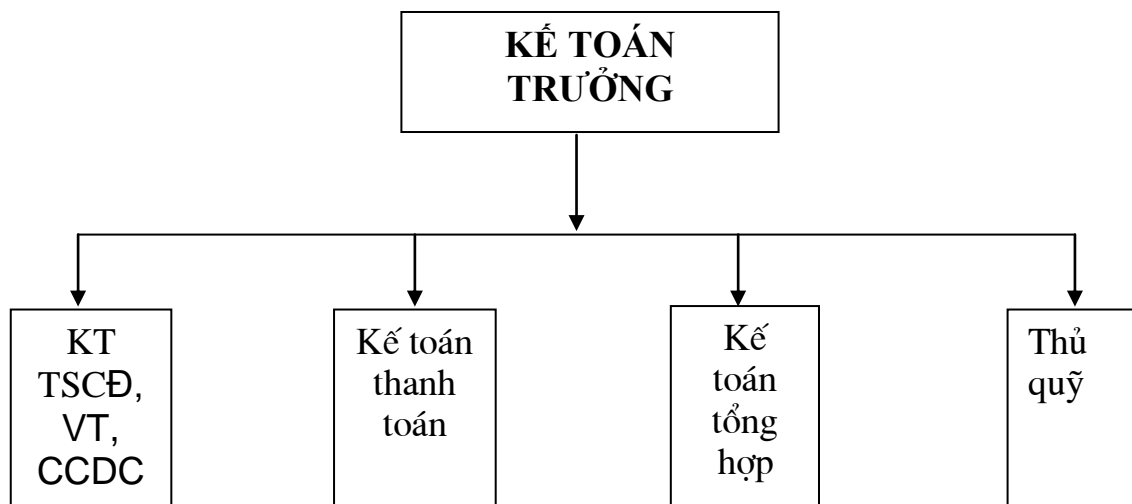 KẾ TOÁN
TRƯỞNG
KT
TSCĐ,
VT,
CCDC
Kế toán
thanh
toán
Kế
toán
tổng
hợp
Thủ
quỹ